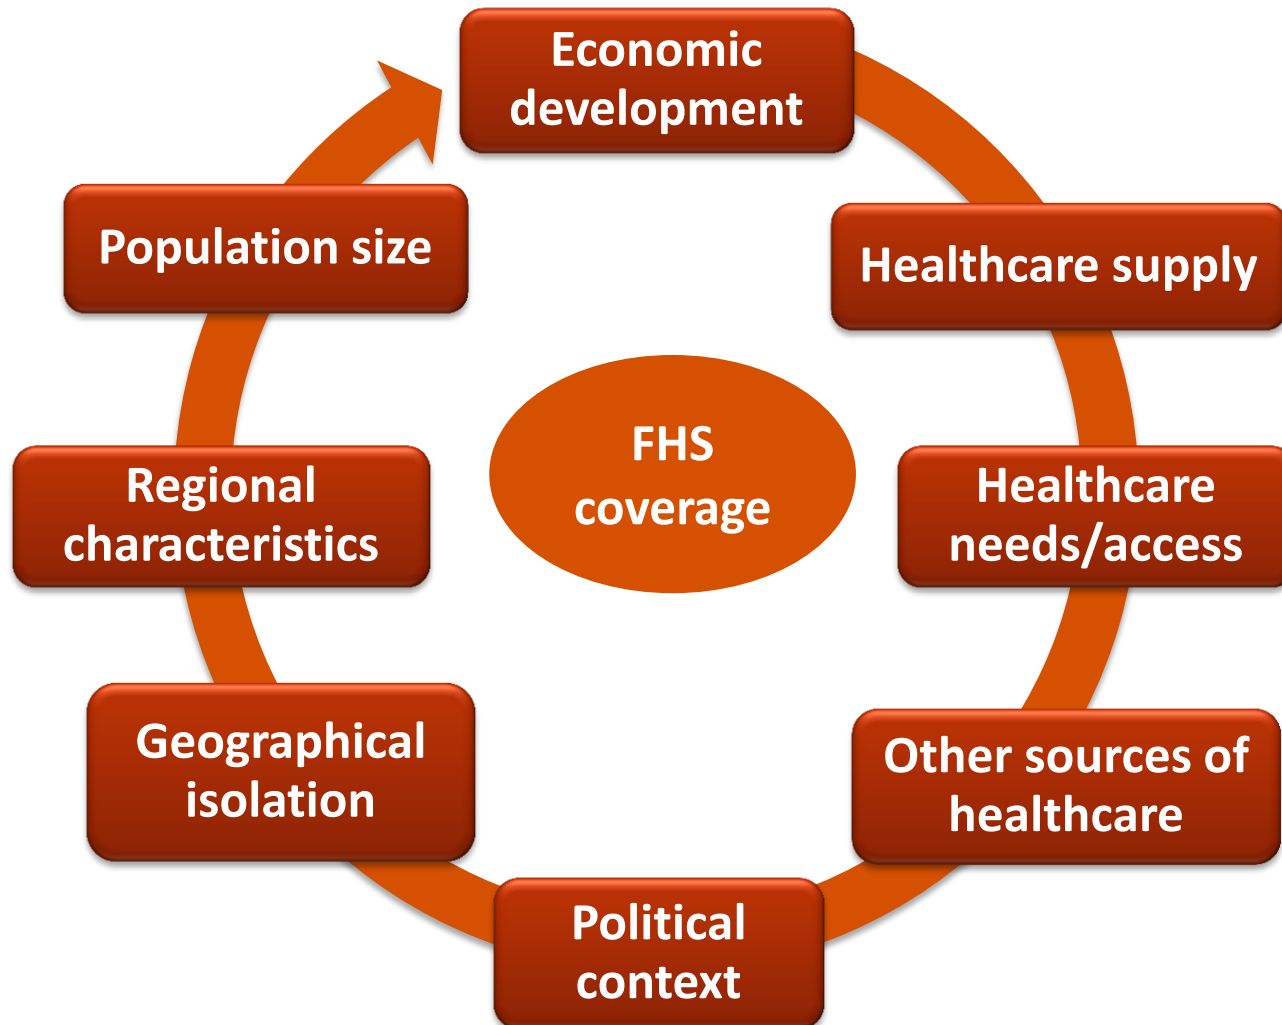 Economic
development
Healthcare supply
Healthcare
needs/access
Other sources of
healthcare
Political
context
Geographical
isolation
Regional
characteristics
Population size
FHS
coverage